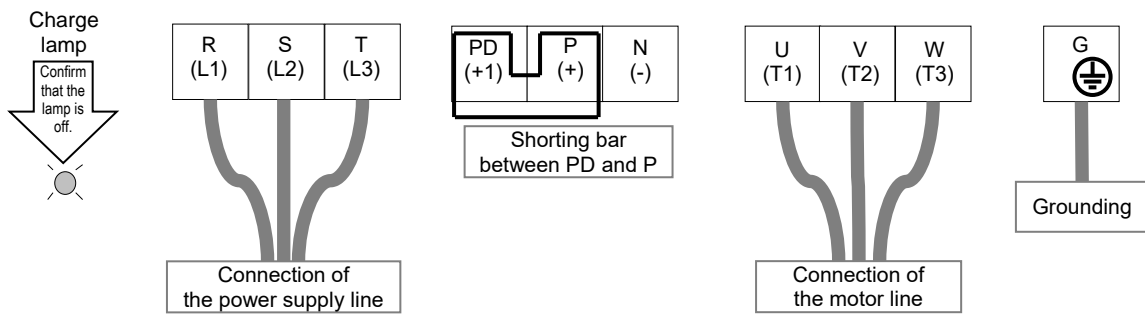 Charge
lamp
Confirm
that the
lamp is
off.
R
(L1)
S
(L2)
T
(L3)
Connection of
the power supply line
PD
(+1)
P
(+)
N
(-)
Shorting bar
between PD and P
U
(T1)
V
(T2)
W
(T3)
Connection of
the motor line
G
Grounding